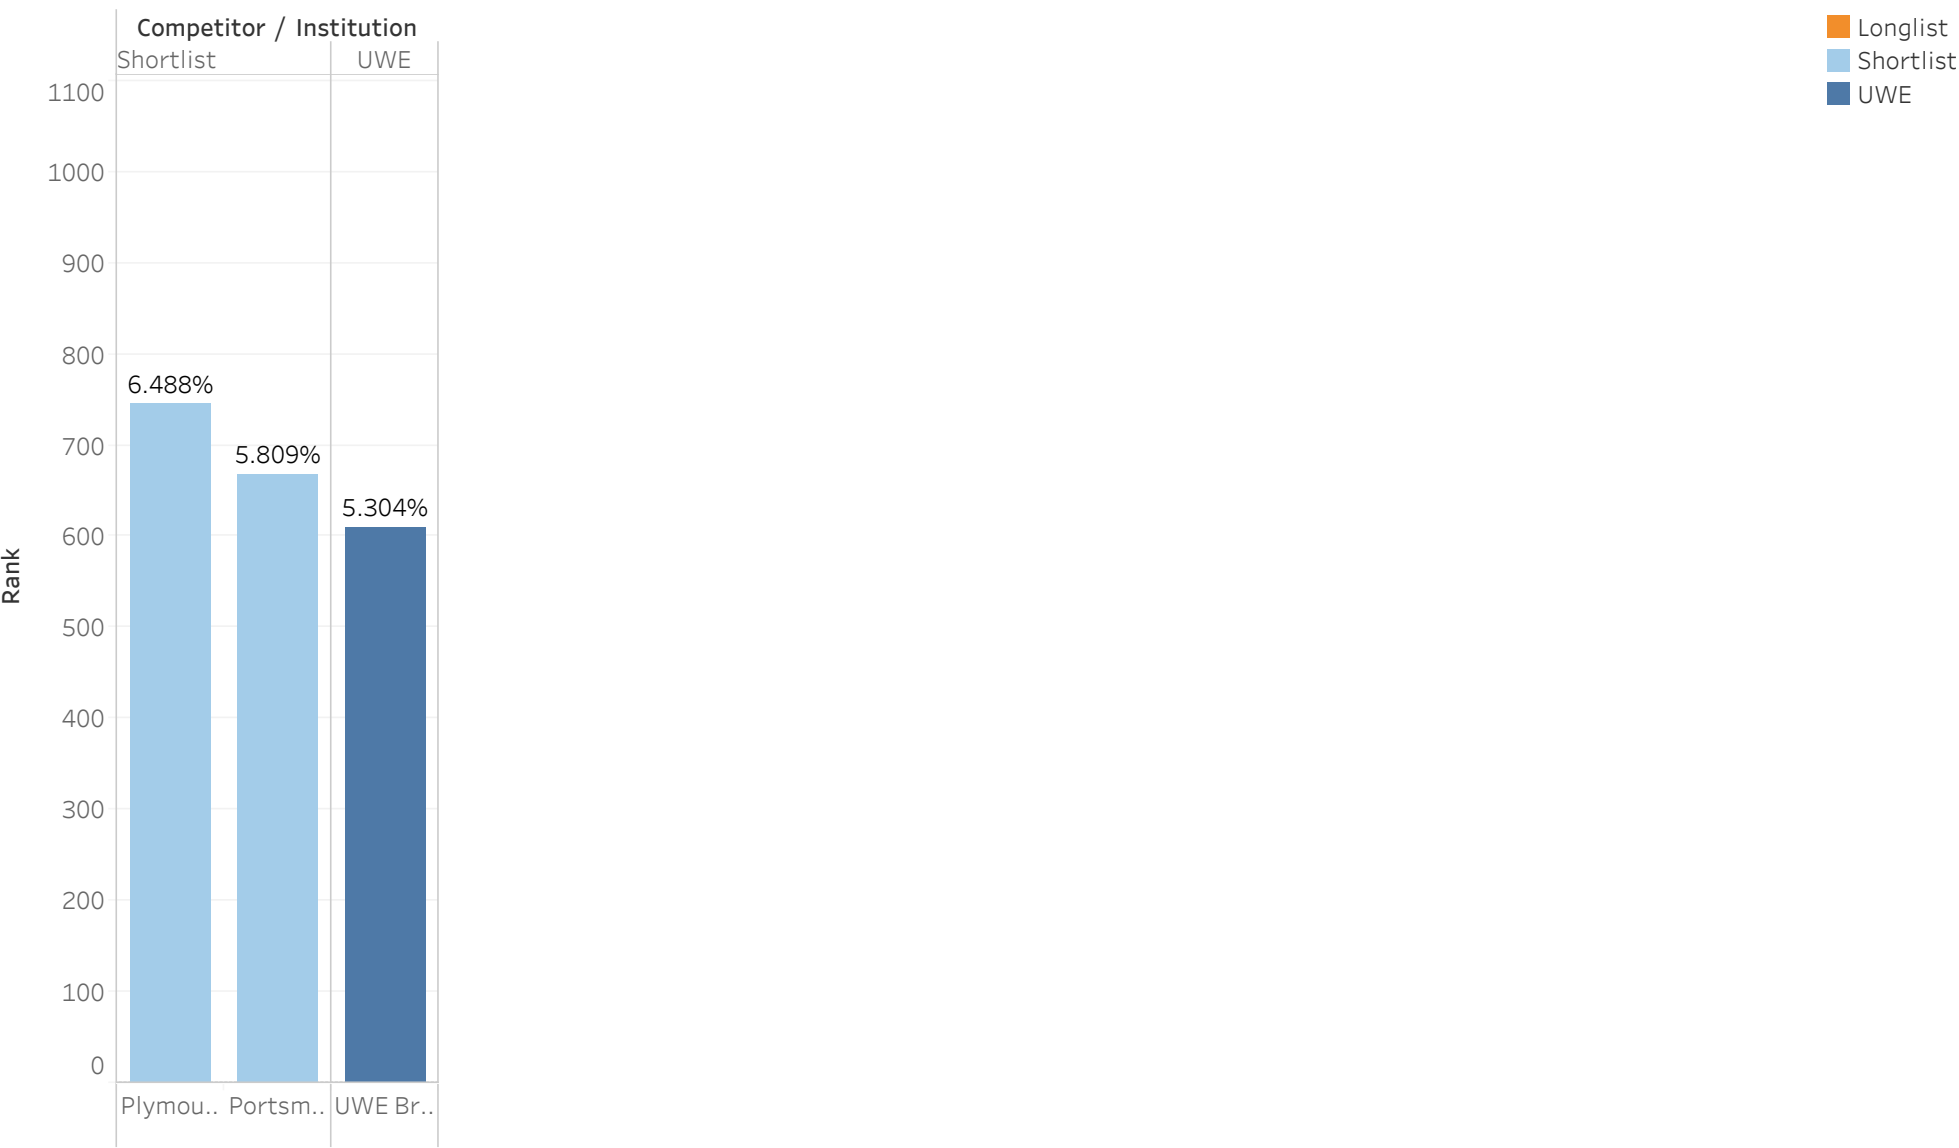 Competitor / Institution
Shortlist UWE
Longlist
Shortlist
UWE
1100
1000
900
800
700
600
500
400
300
200
100
0
Rank
6.488%
5.809%
5.304%
Plymou.. Portsm.. UWE Br..